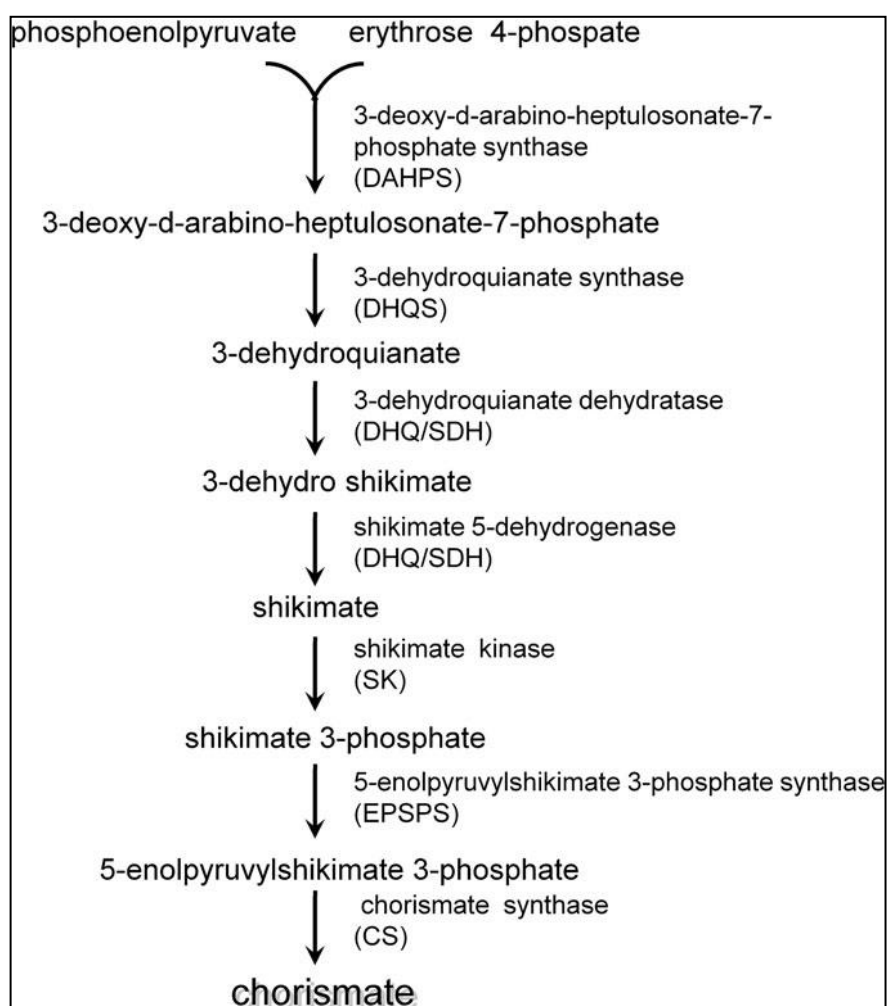 phosphoenolpyruvate erythrose 4-phospate
3-deoxy-d-arabino-heptulosonate-7-
phosphate synthase
(DAHPS)
3-deoxy-d-arabino-heptulosonate-7-phosphate
3-dehydroquianate synthase
(DHQS)
3-dehydroquianate
3-dehydroquianate dehydratase
(DHQ/SDH)
3-dehydro shikimate
shikimate 5-dehydrogenase
(DHQ/SDH)
shikimate
shikimate kinase
(SK)
shikimate 3-phosphate
5-enolpyruvylshikimate 3-phosphate synthase
(EPSPS)
5-enolpyruvylshikimate 3-phosphate
chorismate synthase
(CS)
chorismate